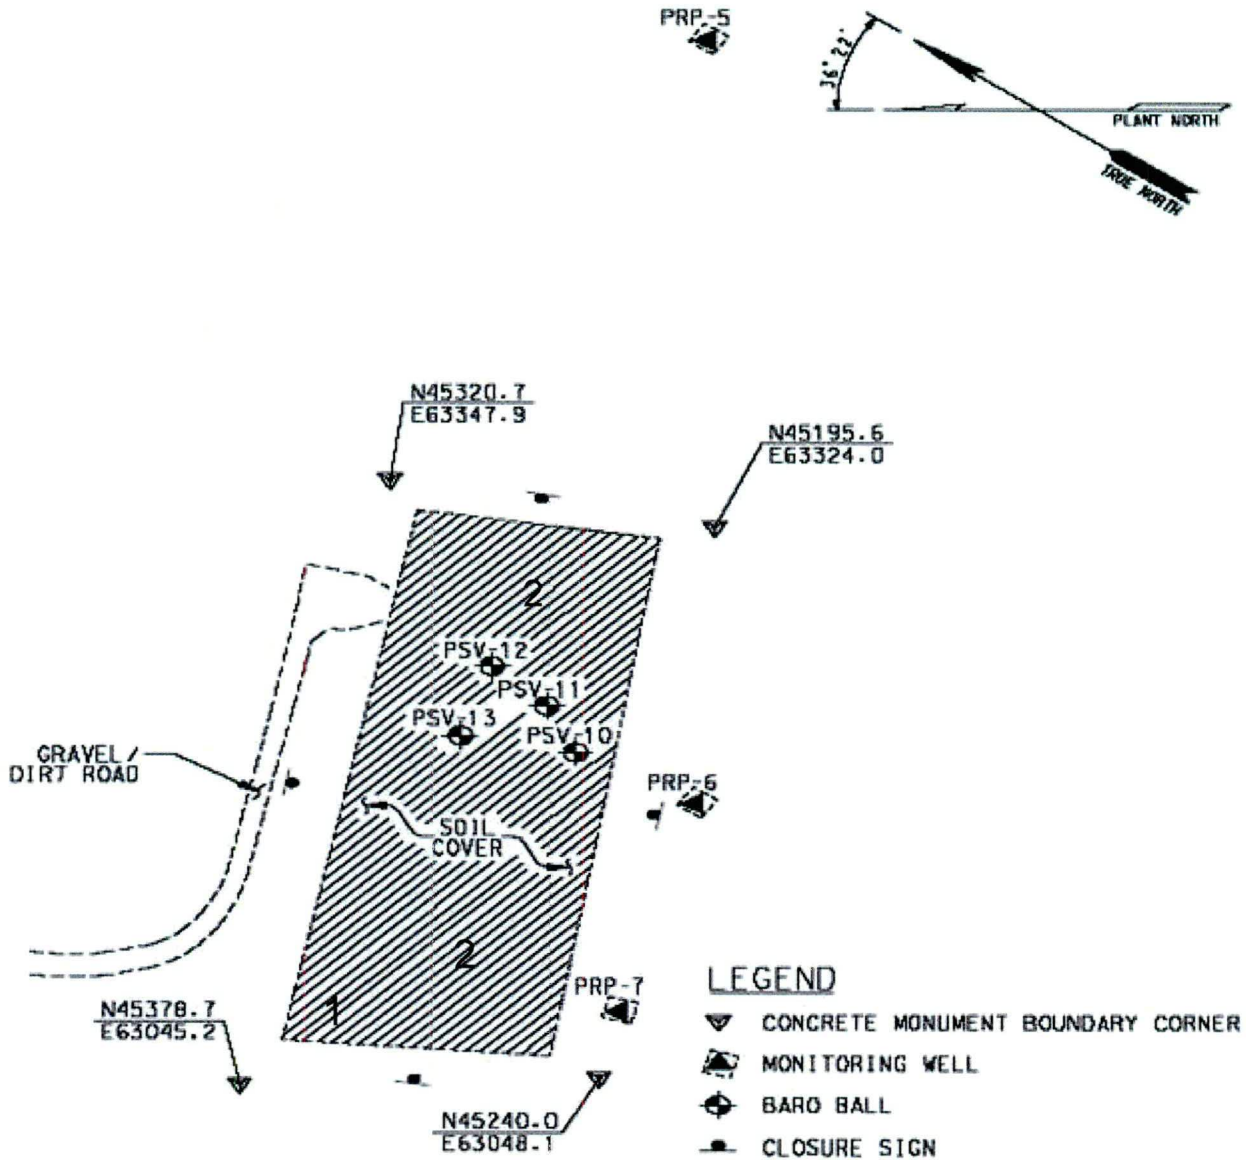 PRP-5
36° 22'
PLANT NORTH
TRUE NORTH
N45320.7
E63347.9
N45195.6
E63324.0
2
PSV-12
PSV-11
PSV-13
PSV-10
GRAVEL/
DIRT ROAD
PRP-6
SOIL
COVER
2
PRP-7
1
N45378.7
E63045.2
N45240.0
E63048.1
LEGEND
CONCRETE MONUMENT BOUNDARY CORNER
MONITORING WELL
BARO BALL
CLOSURE SIGN